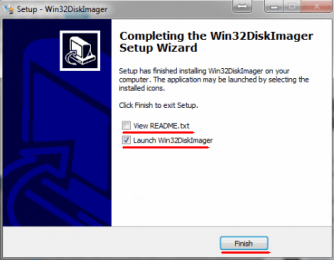 Setup - Win32DiskImager
Completing the Win32DiskImager
Setup Wizard
Setup has finished installing Win32DiskImager on your
computer. The application may be launched by selecting the
installed icons.
Click Finish to exit Setup.
View README.txt
Launch Win32DiskImager
Finish